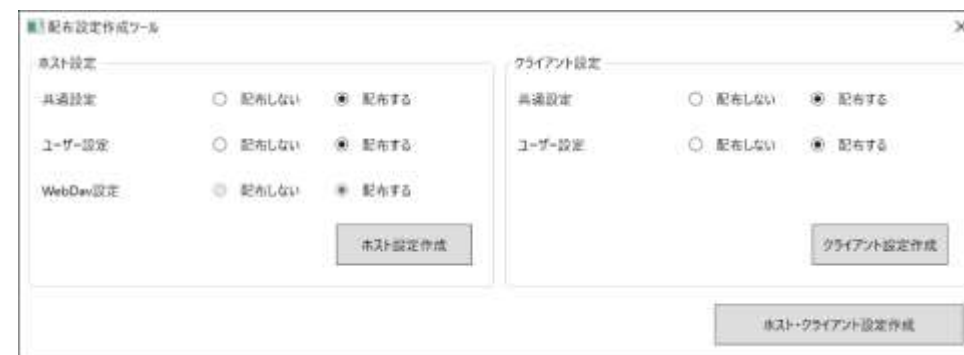 配布設定作成ツール
ホスト設定
共通設定 配布しない 配布する
ユーザー設定 配布しない 配布する
WebDav設定 配布しない 配布する
ホスト設定作成
クライアント設定
共通設定 配布しない 配布する
ユーザー設定 配布しない 配布する
クライアント設定作成
ホスト・クライアント設定作成